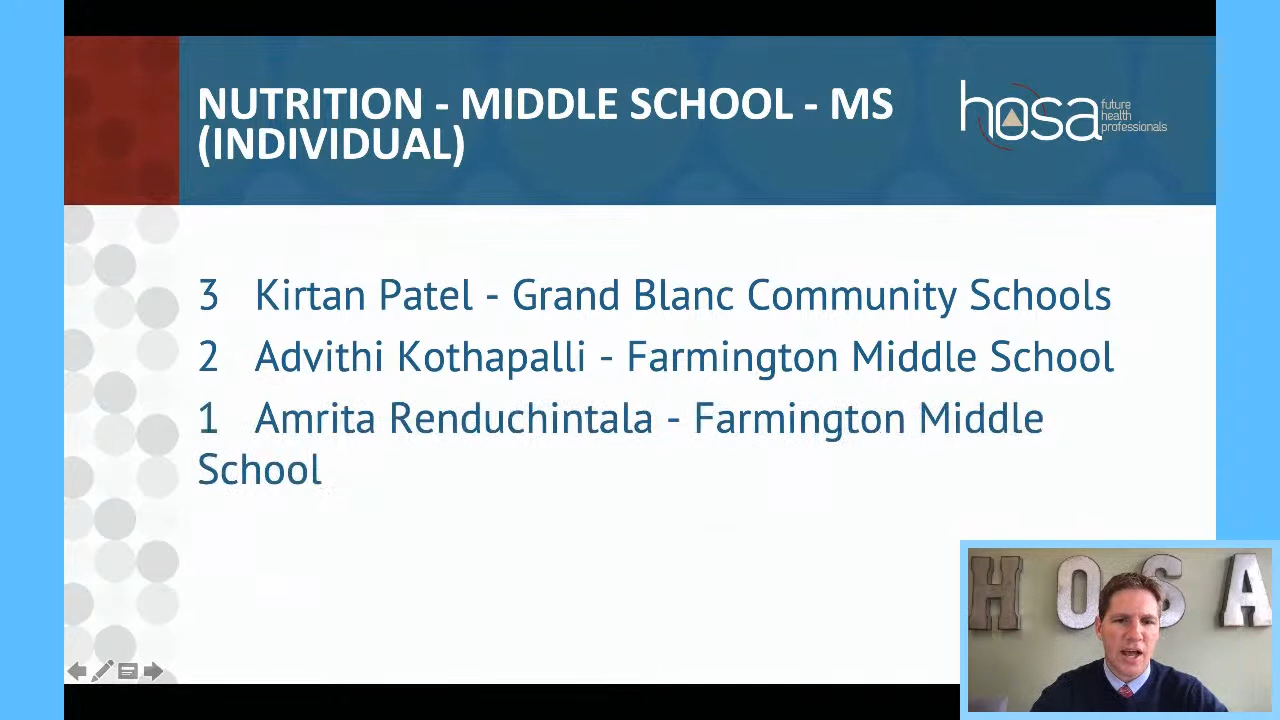 NUTRITION - MIDDLE SCHOOL - MS
(INDIVIDUAL)
hosa
future
health
professionals
3 Kirtan Patel - Grand Blanc Community Schools
2 Advithi Kothapalli - Farmington Middle School
1 Amrita Renduchintala - Farmington Middle
School
H O S A